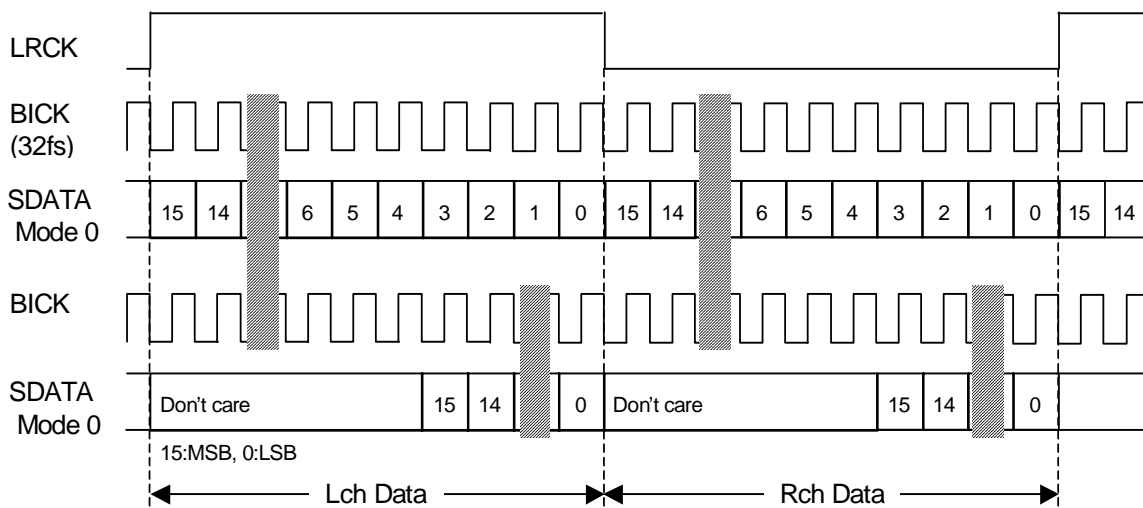 LRCK
BICK
(32fs)
SDATA
Mode 0
15 14 6 5 4 3 2 1 0 15 14 6 5 4 3 2 1 0 15 14
BICK
SDATA
Mode 0
Don't care 15 14 0 Don't care 15 14 0
15:MSB, 0:LSB
Lch Data Rch Data